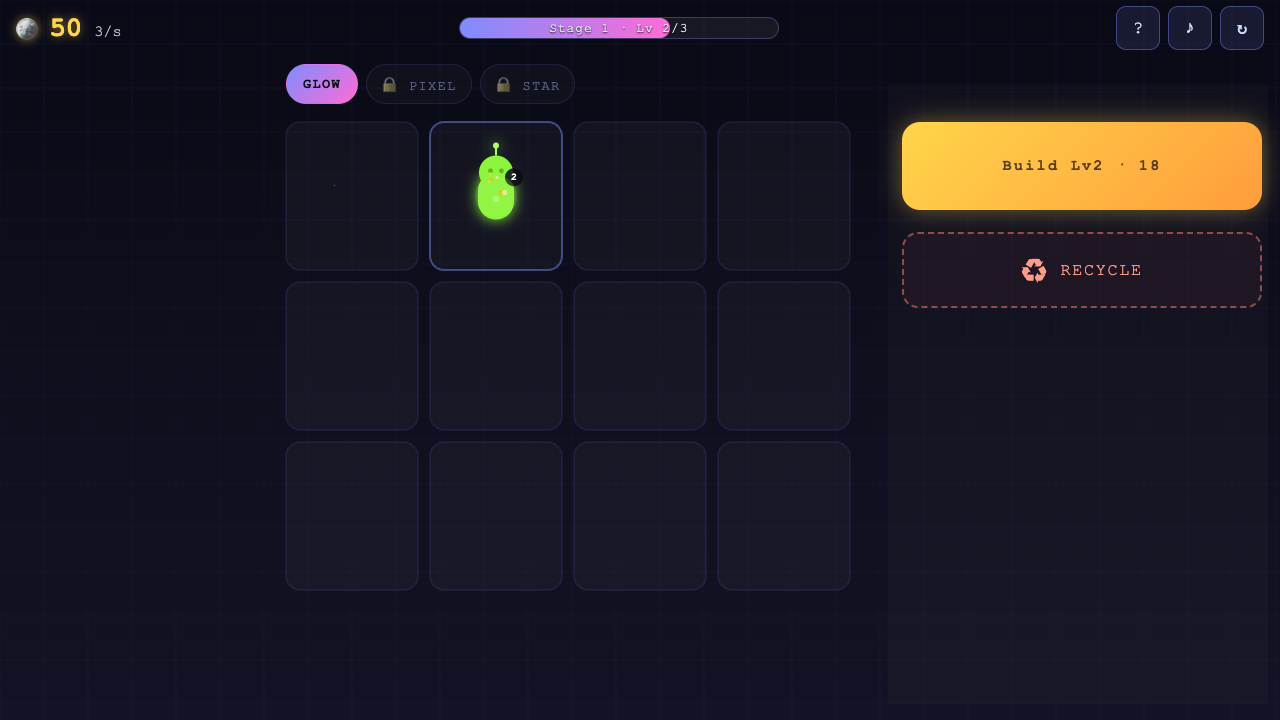 50 3/s
Stage 1 · Lv 2/3
? ♪ ↻
GLOW PIXEL STAR
2
Build Lv2 · 18
RECYCLE